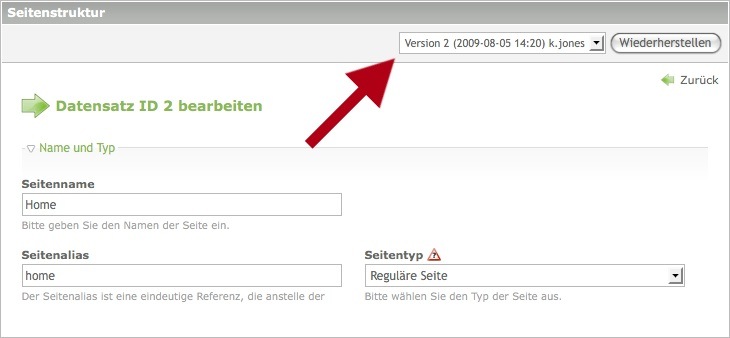 Seitenstruktur
Version 2 (2009-08-05 14:20) k.jones Wiederherstellen
Zurück
Datensatz ID 2 bearbeiten
Name und Typ
Seitenname
Home
Bitte geben Sie den Namen der Seite ein.
Seitenalias Seitentyp
home Reguläre Seite
Der Seitenalias ist eine eindeutige Referenz, die anstelle der Bitte wählen Sie den Typ der Seite aus.